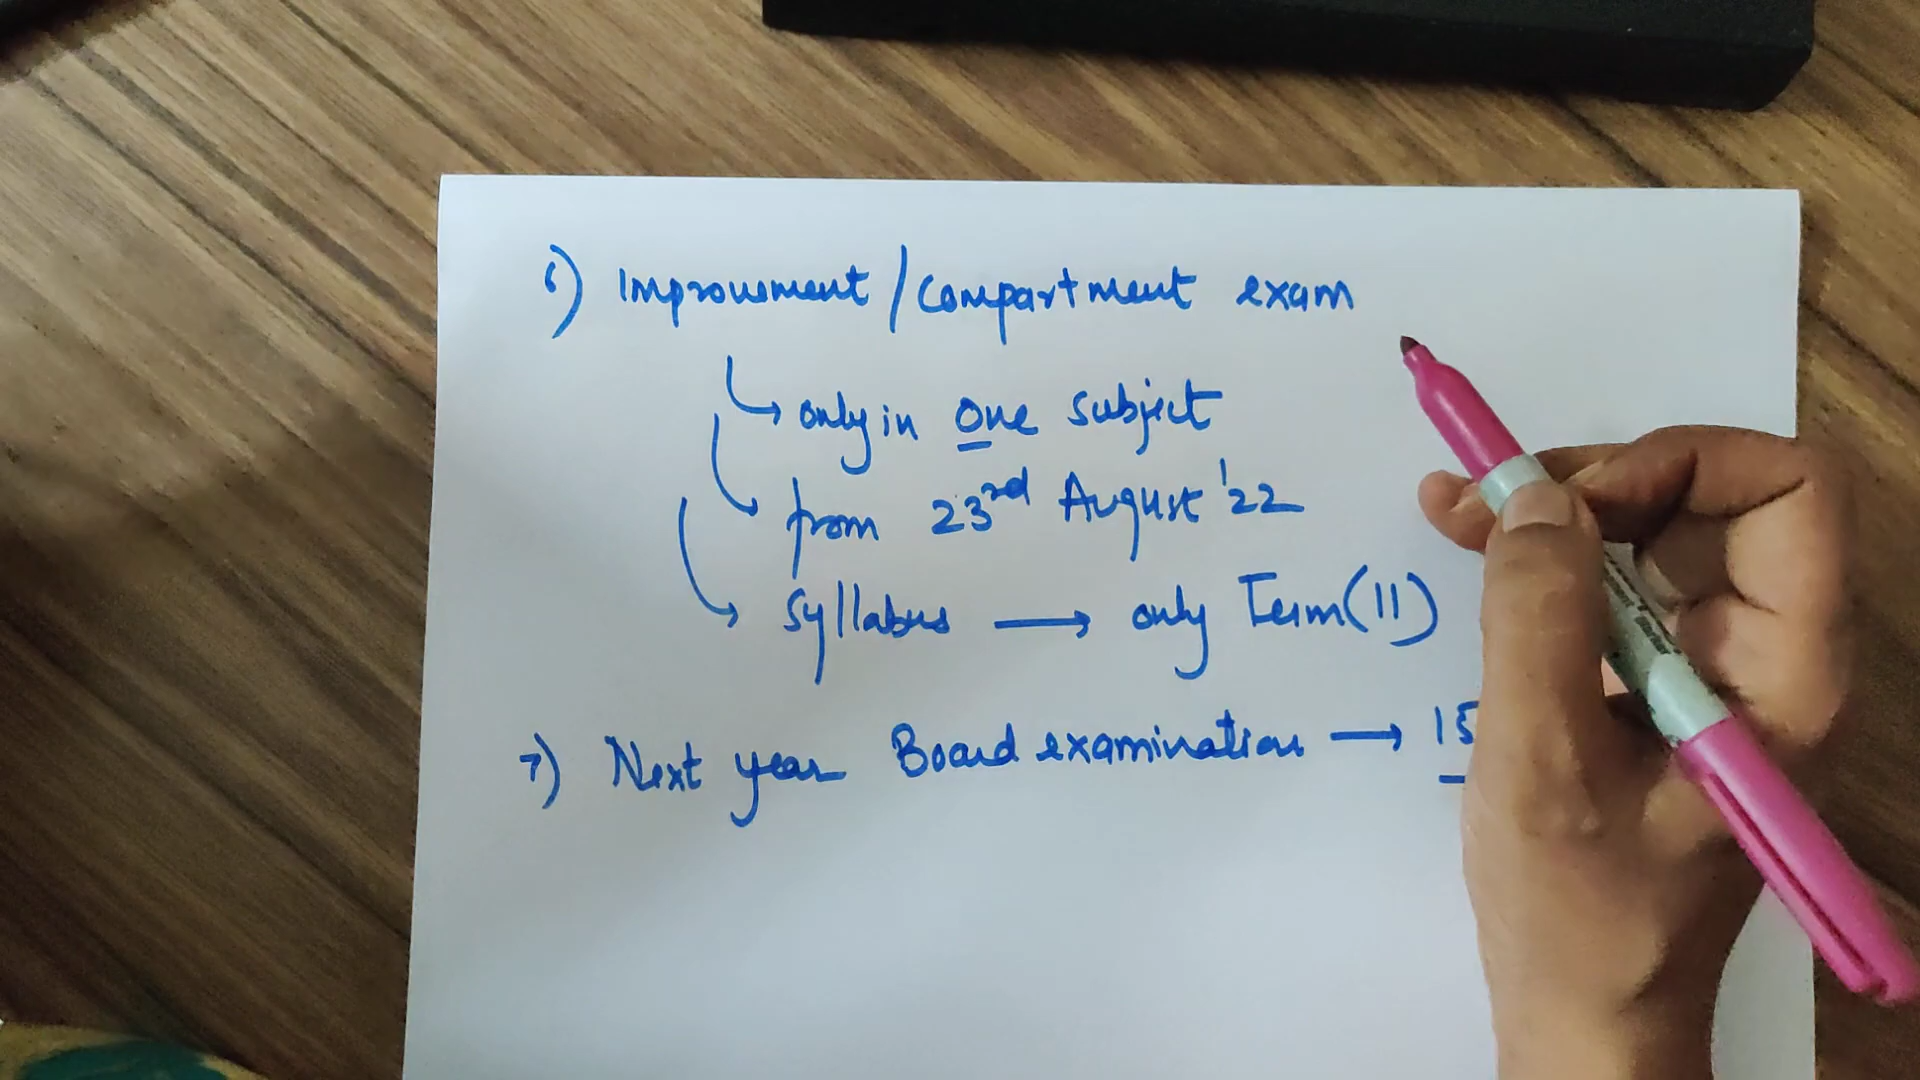 6) Improvement / Compartment exam
only in one subject
from 23rd August '22
syllabus → only Term (II)
7) Next year Board examination → 15